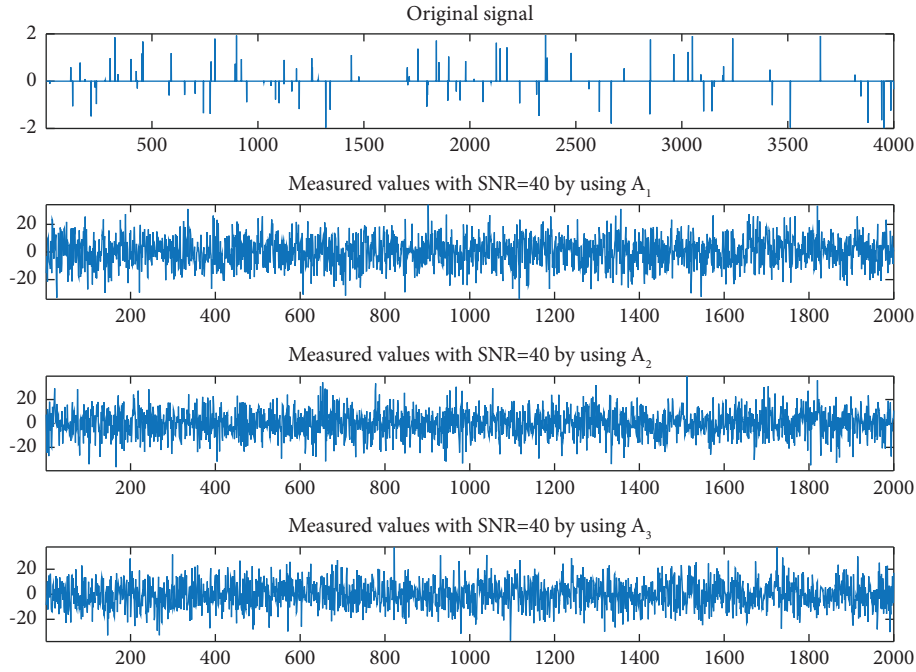 Original signal
2
0
-2
500 1000 1500 2000 2500 3000 3500 4000
Measured values with SNR=40 by using A₁
20
0
-20
200 400 600 800 1000 1200 1400 1600 1800 2000
Measured values with SNR=40 by using A₂
20
0
-20
200 400 600 800 1000 1200 1400 1600 1800 2000
Measured values with SNR=40 by using A₃
20
0
-20
200 400 600 800 1000 1200 1400 1600 1800 2000